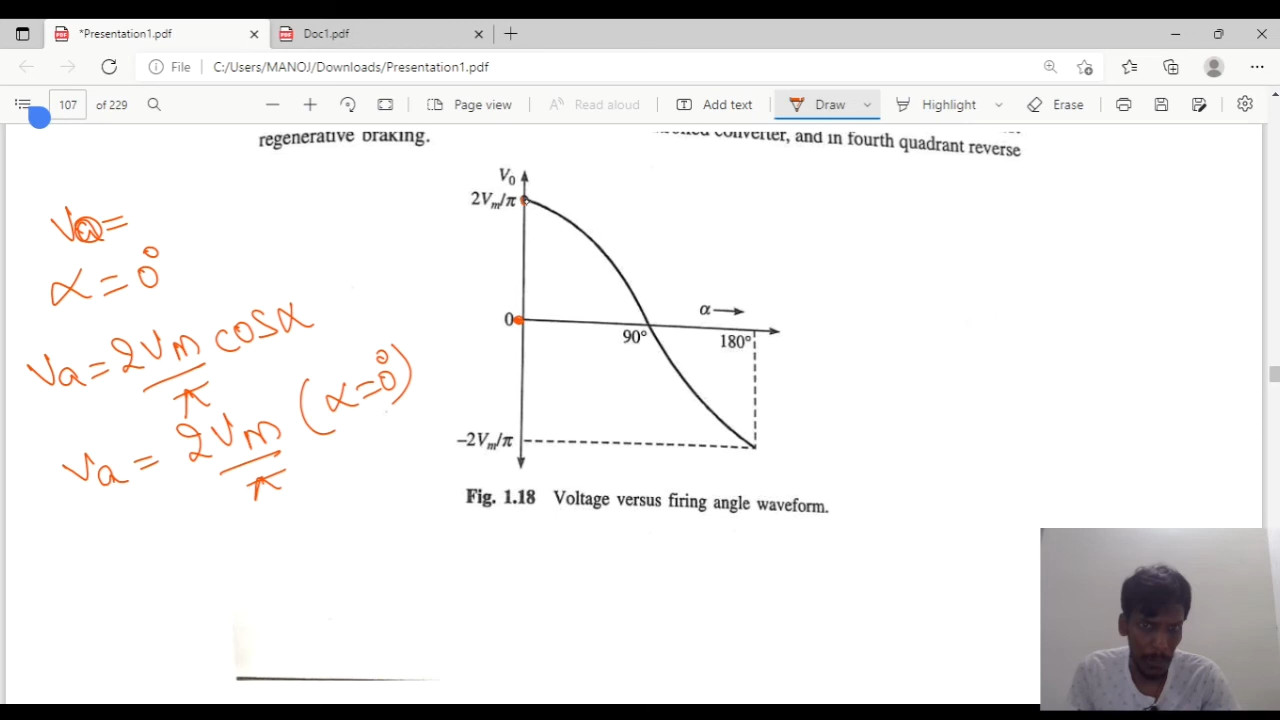 *Presentation1.pdf
Doc1.pdf
File C:/Users/MANOJ/Downloads/Presentation1.pdf
107 of 229
Page view
Read aloud
Add text
Draw
Highlight
Erase
regenerative braking.
converter, and in fourth quadrant reverse
V₀
2Vₘ/π
0
α
90°
180°
−2Vₘ/π
Fig. 1.18 Voltage versus firing angle waveform.
Va =
α = 0°
Va = 2Vm/π cosα
Va = 2Vm/π (α=0°)